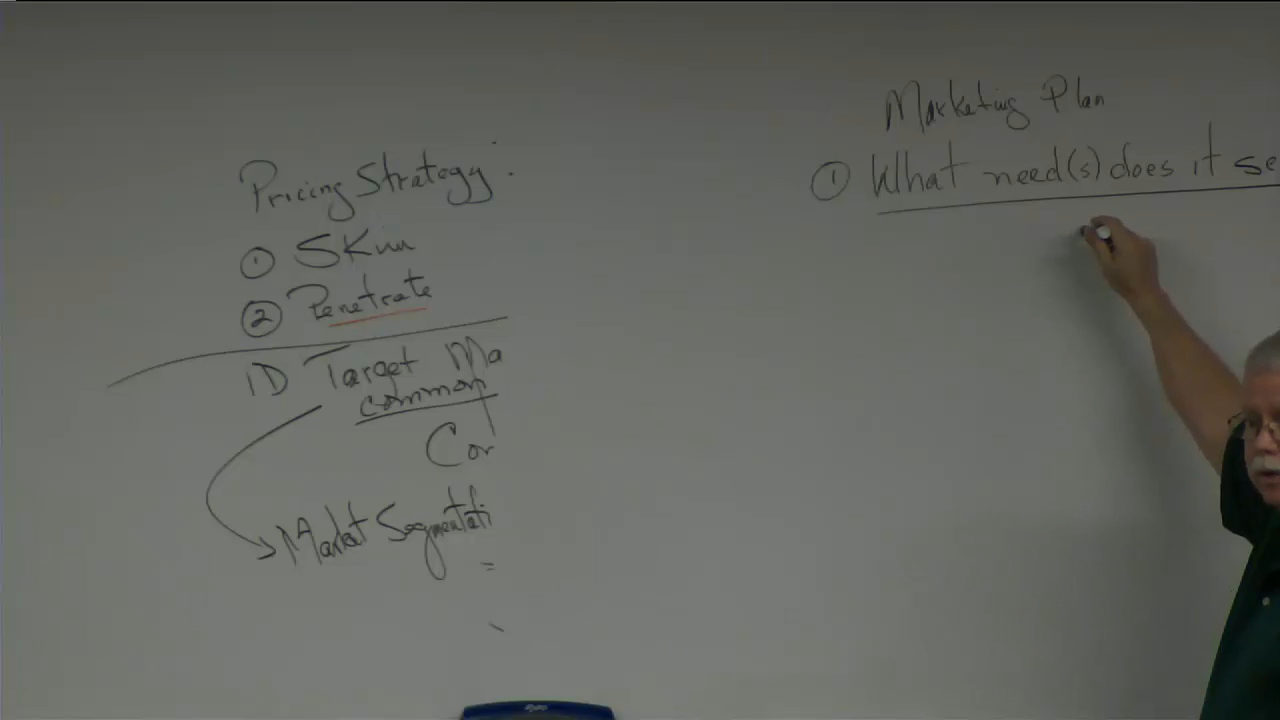 Pricing Strategy.
① Skim
② Penetrate
ID Target Ma
common
Cor
Market Segmentati
Marketing Plan
① What need(s) does it se